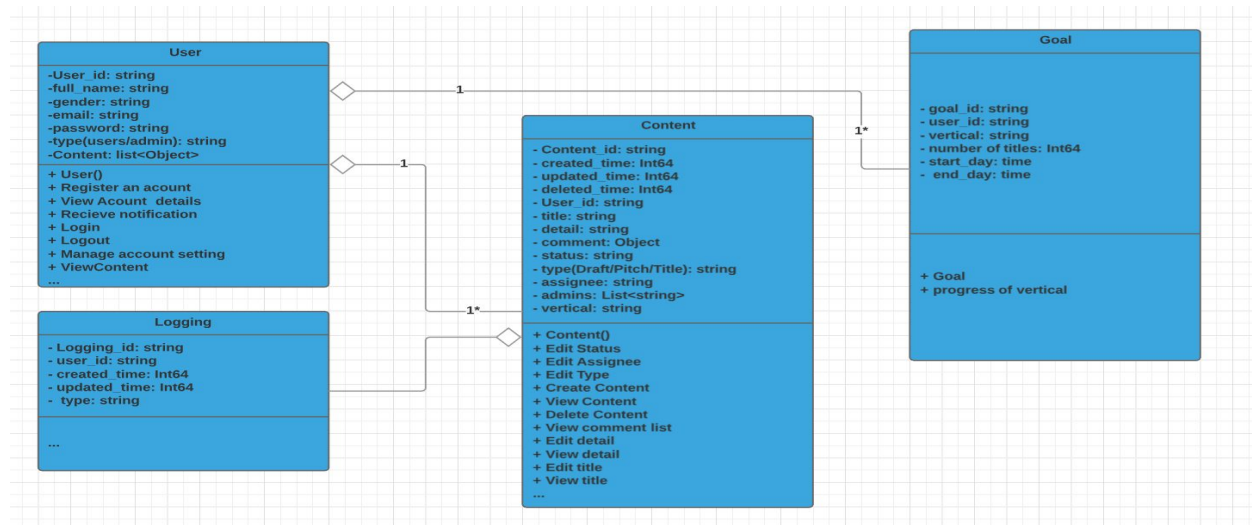 User
-User_id: string
-full_name: string
-gender: string
-email: string
-password: string
-type(users/admin): string
-Content: list<Object>
+ User()
+ Register an acount
+ View Acount  details
+ Recieve notification
+ Login
+ Logout
+ Manage account setting
+ ViewContent
...
1
1*
1
1*
Logging
- Logging_id: string
- user_id: string
- created_time: Int64
- updated_time: Int64
-  type: string
...
Content
- Content_id: string
- created_time: Int64
- updated_time: Int64
- deleted_time: Int64
- User_id: string
- title: string
- detail: string
- comment: Object
- status: string
- type(Draft/Pitch/Title): string
- assignee: string
- admins: List<string>
- vertical: string
+ Content()
+ Edit Status
+ Edit Assignee
+ Edit Type
+ Create Content
+ View Content
+ Delete Content
+ View comment list
+ Edit detail
+ View detail
+ Edit title
+ View title
...
Goal
- goal_id: string
- user_id: string
- vertical: string
- number of titles: Int64
- start_day: time
-  end_day: time
+ Goal
+ progress of vertical